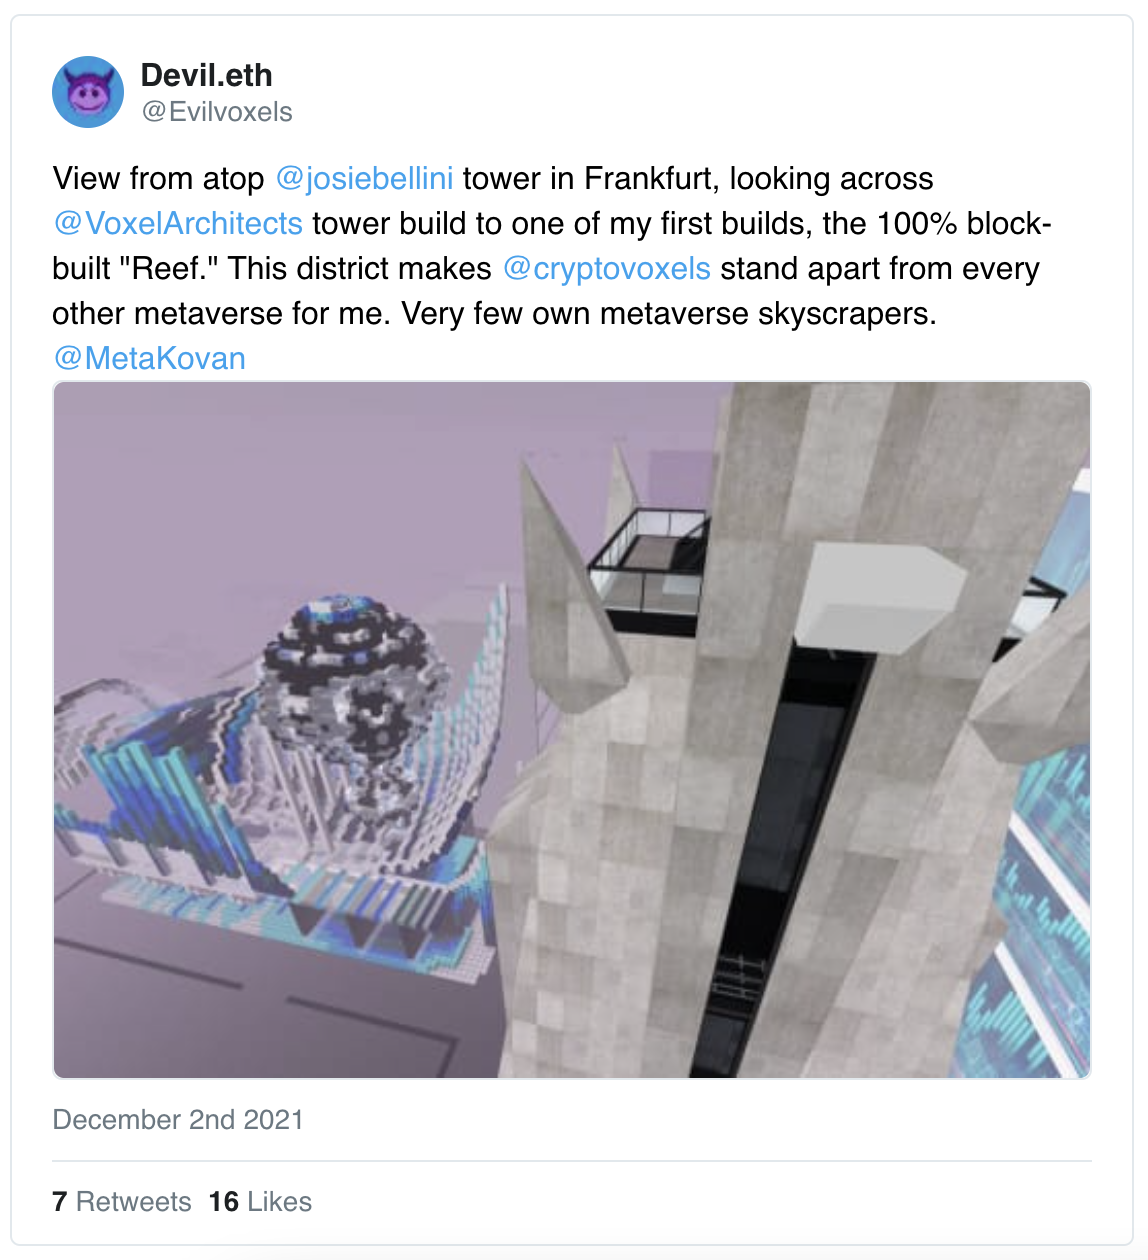 Devil.eth
@Evilvoxels
View from atop @josiebellini tower in Frankfurt, looking across
@VoxelArchitects tower build to one of my first builds, the 100% block-
built "Reef." This district makes @cryptovoxels stand apart from every
other metaverse for me. Very few own metaverse skyscrapers.
@MetaKovan
December 2nd 2021
7 Retweets 16 Likes